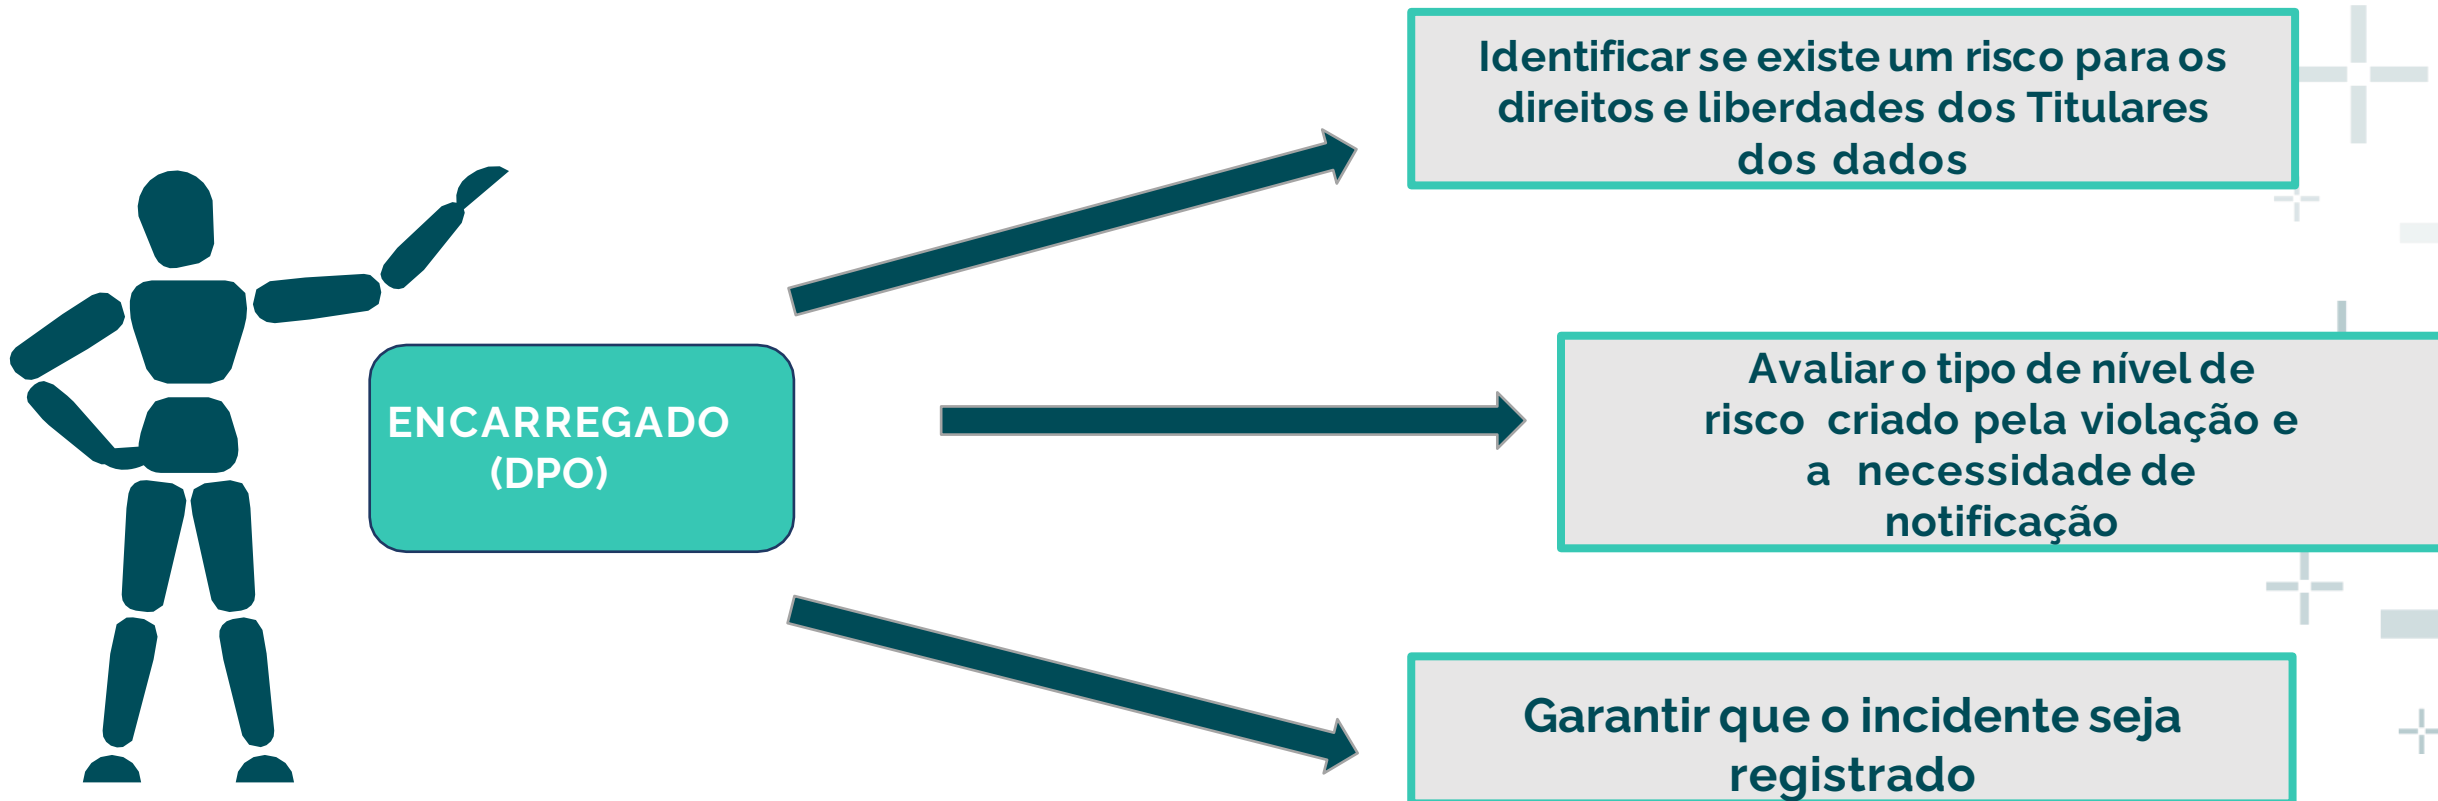 Identificar se existe um risco para os
direitos e liberdades dos Titulares
dos dados
ENCARREGADO
(DPO)
Avaliar o tipo de nível de
risco criado pela violação e
a necessidade de
notificação
Garantir que o incidente seja
registrado